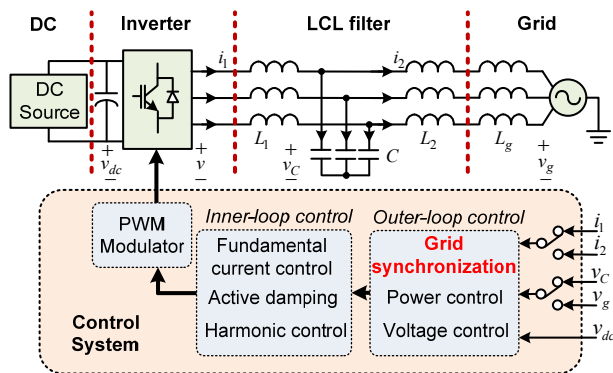 DC Inverter LCL filter Grid
DC
Source
i1 i2
L1 C L2 Lg
+ vdc −
+ v −
+ vC −
+ vg −
PWM
Modulator
Inner-loop control
Fundamental
current control
Active damping
Harmonic control
Outer-loop control
Grid
synchronization
Power control
Voltage control
i1
i2
vC
vg
vdc
Control
System